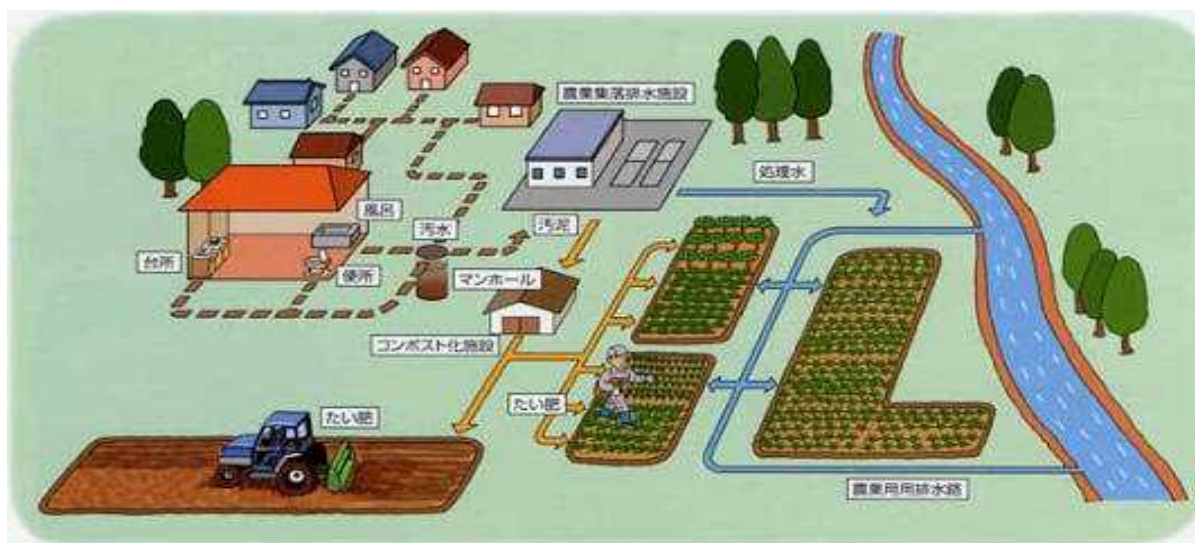 農業集落排水施設
処理水
風呂
汚水
汚泥
台所
便所
マンホール
コンポスト化施設
たい肥
たい肥
農業用用排水路